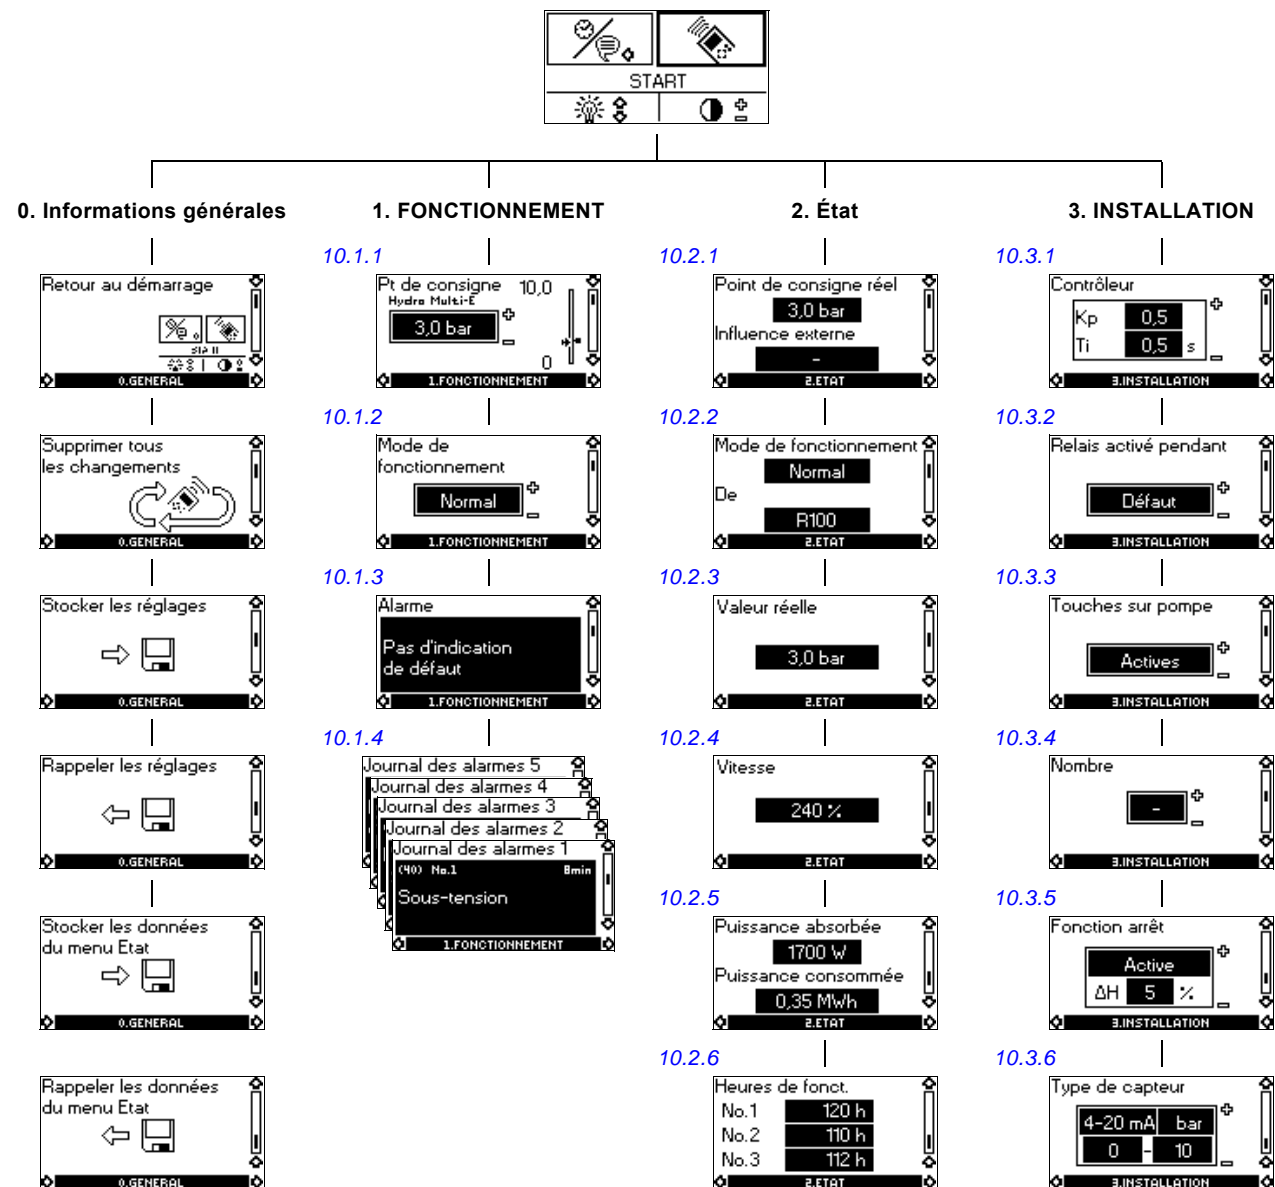 START
0. Informations générales
1. FONCTIONNEMENT
2. État
3. INSTALLATION
Retour au démarrage
0.GENERAL
Supprimer tous
les changements
0.GENERAL
Stocker les réglages
0.GENERAL
Rappeler les réglages
0.GENERAL
Stocker les données
du menu Etat
0.GENERAL
Rappeler les données
du menu Etat
0.GENERAL
10.1.1
Pt de consigne 10,0
Hydro Multi-E
3,0 bar
0
1.FONCTIONNEMENT
10.1.2
Mode de
fonctionnement
Normal
1.FONCTIONNEMENT
10.1.3
Alarme
Pas d'indication
de défaut
1.FONCTIONNEMENT
10.1.4
Journal des alarmes 5
Journal des alarmes 4
Journal des alarmes 3
Journal des alarmes 2
Journal des alarmes 1
(40) No.1 8min
Sous-tension
1.FONCTIONNEMENT
10.2.1
Point de consigne réel
3,0 bar
Influence externe
-
2.ETAT
10.2.2
Mode de fonctionnement
Normal
De
R100
2.ETAT
10.2.3
Valeur réelle
3,0 bar
2.ETAT
10.2.4
Vitesse
240 %
2.ETAT
10.2.5
Puissance absorbée
1700 W
Puissance consommée
0,35 MWh
2.ETAT
10.2.6
Heures de fonct.
No.1 120 h
No.2 110 h
No.3 112 h
2.ETAT
10.3.1
Contrôleur
Kp 0,5
Ti 0,5 s
3.INSTALLATION
10.3.2
Relais activé pendant
Défaut
3.INSTALLATION
10.3.3
Touches sur pompe
Actives
3.INSTALLATION
10.3.4
Nombre
-
3.INSTALLATION
10.3.5
Fonction arrêt
Active
ΔH 5 %
3.INSTALLATION
10.3.6
Type de capteur
4-20 mA bar
0 - 10
3.INSTALLATION